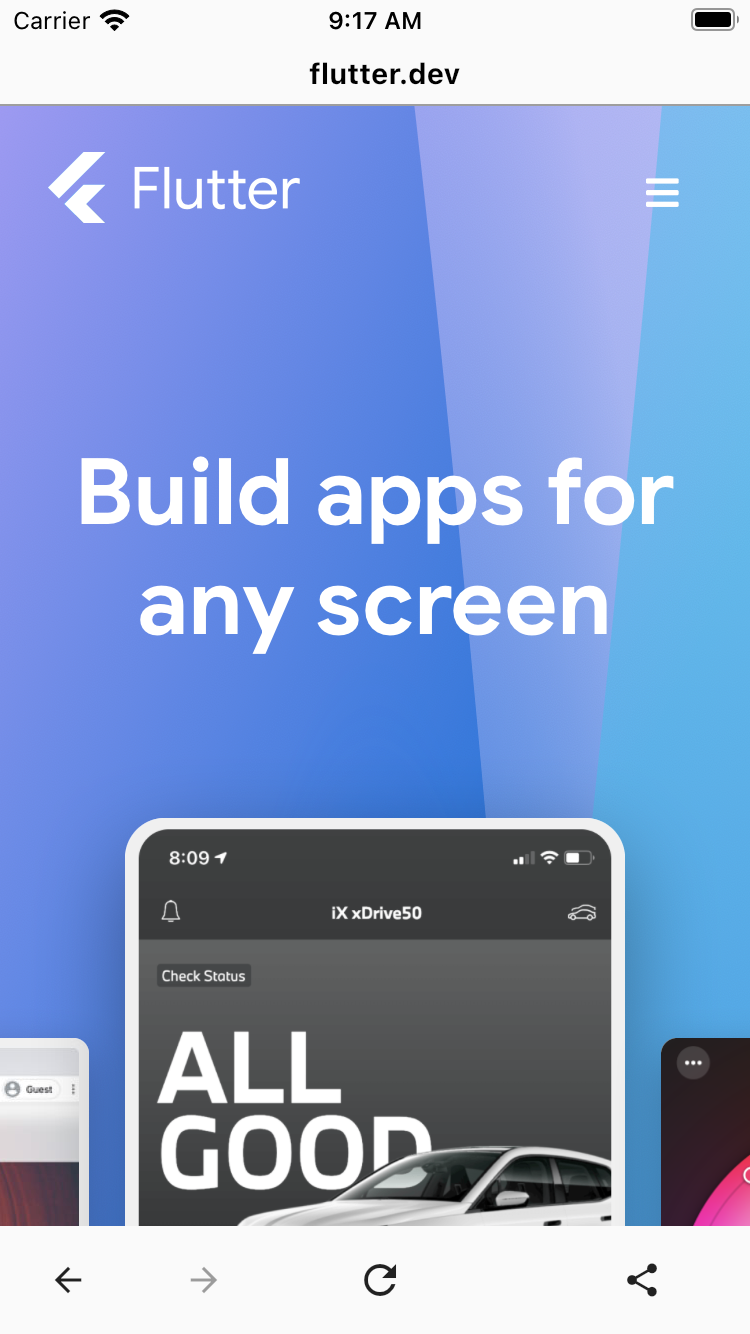 Carrier 9:17 AM
flutter.dev
Flutter
Build apps for
any screen
8:09
iX xDrive50
Check Status
ALL
GOOD
Guest